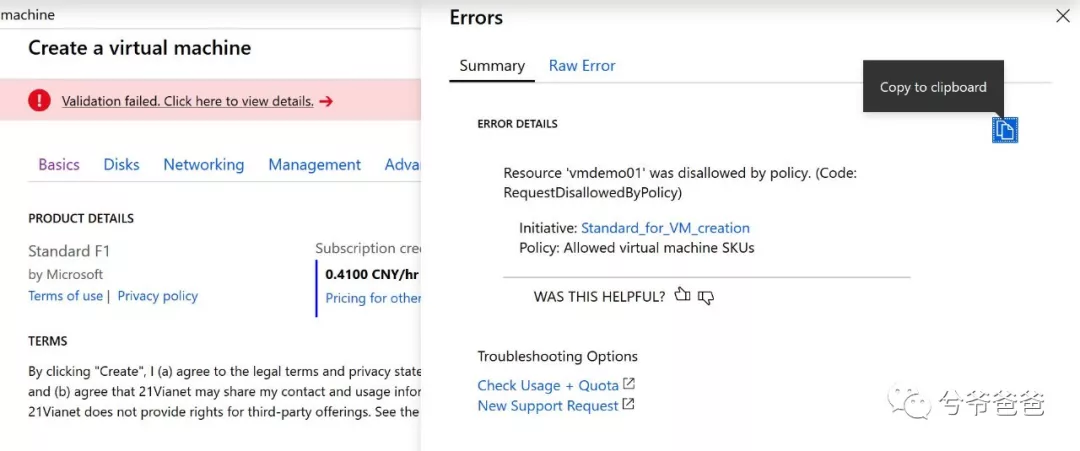 machine
Create a virtual machine
Validation failed. Click here to view details. →
Basics Disks Networking Management Adva
PRODUCT DETAILS
Standard F1
by Microsoft
Terms of use | Privacy policy
Subscription cre
0.4100 CNY/hr
Pricing for other
TERMS
By clicking "Create", I (a) agree to the legal terms and privacy state
and (b) agree that 21Vianet may share my contact and usage infor
21Vianet does not provide rights for third-party offerings. See the
Errors
Summary Raw Error
Copy to clipboard
ERROR DETAILS
Resource 'vmdemo01' was disallowed by policy. (Code:
RequestDisallowedByPolicy)
Initiative: Standard_for_VM_creation
Policy: Allowed virtual machine SKUs
WAS THIS HELPFUL?
Troubleshooting Options
Check Usage + Quota
New Support Request
兮爷爸爸